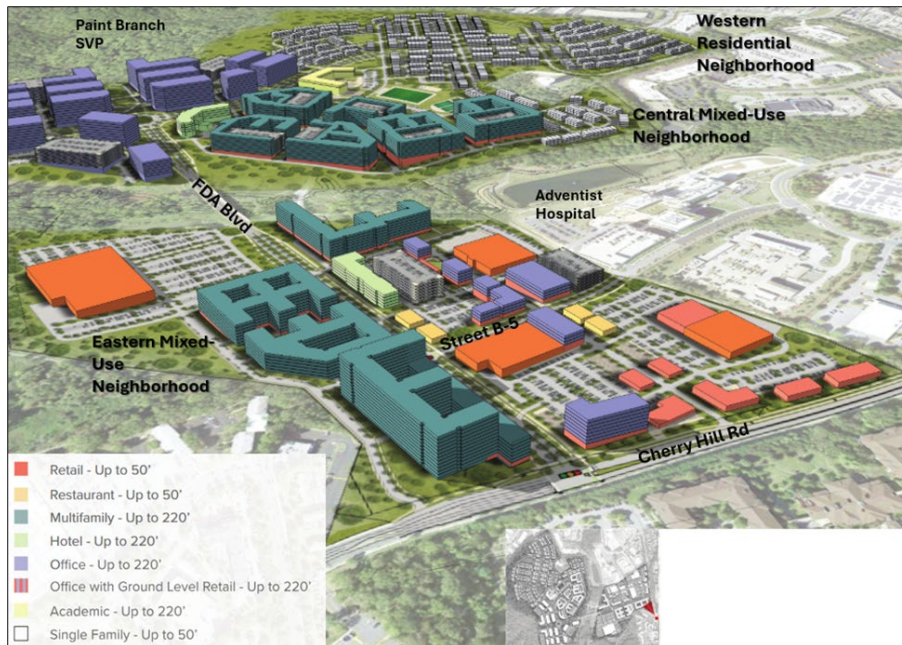 Paint Branch
SVP
Western
Residential
Neighborhood
Central Mixed-Use
Neighborhood
Adventist
Hospital
FDA Blvd
Street B-5
Eastern Mixed-
Use
Neighborhood
Cherry Hill Rd
Retail - Up to 50'
Restaurant - Up to 50'
Multifamily - Up to 220'
Hotel - Up to 220'
Office - Up to 220'
Office with Ground Level Retail - Up to 220'
Academic - Up to 220'
Single Family - Up to 50'